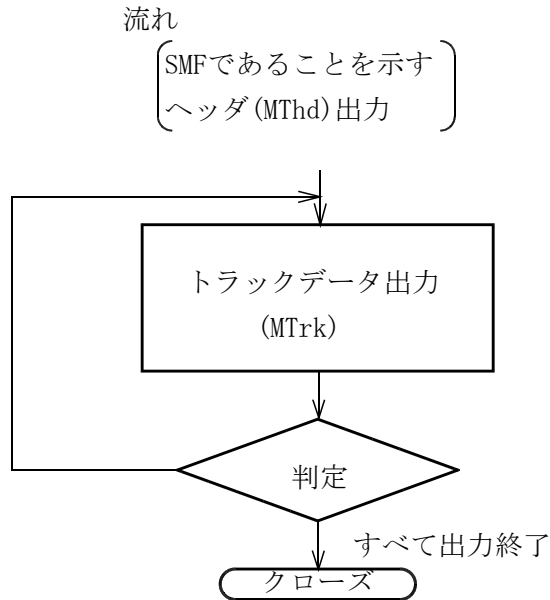 流れ
SMFであることを示す
ヘッダ(MThd)出力
トラックデータ出力
(MTrk)
判定
すべて出力終了
クローズ